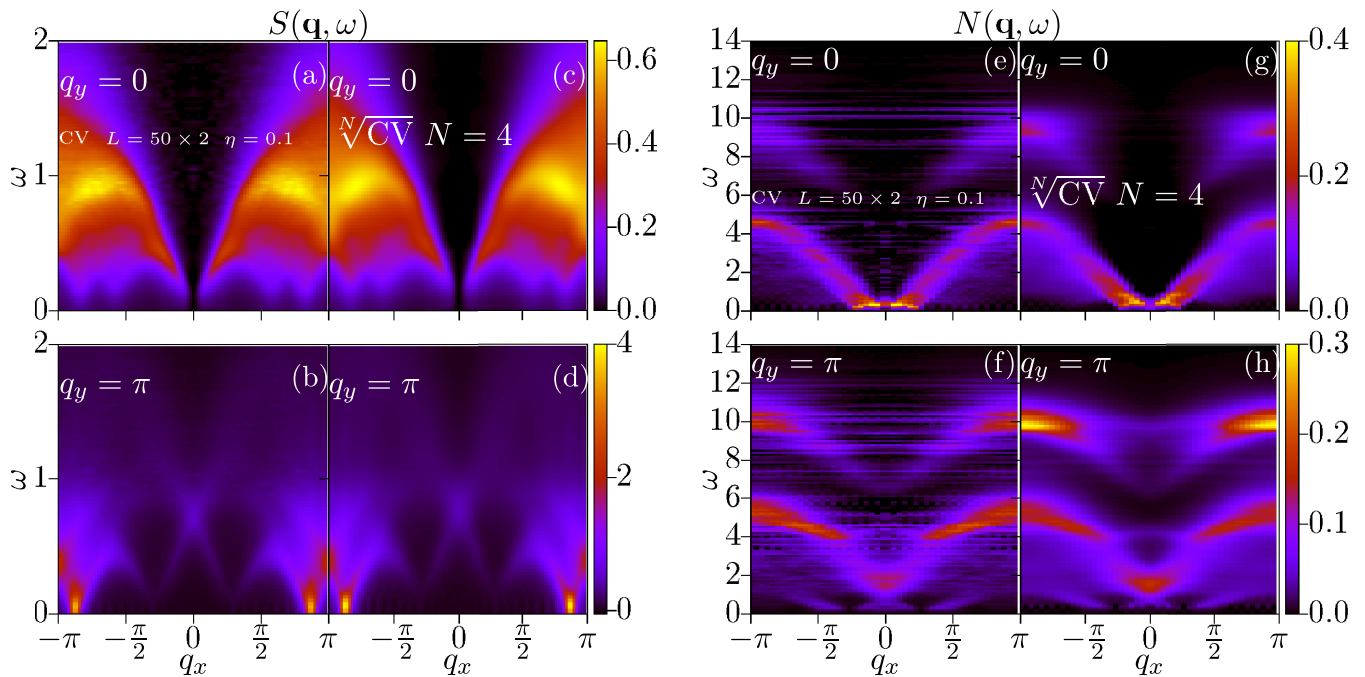 S(q, ω)
N(q, ω)
2
1
0
ω
q_y = 0
(a)
CV L = 50 × 2 η = 0.1
q_y = 0
(c)
\sqrt[N]{CV} N = 4
0.6
0.4
0.2
0.0
14
12
10
8
6
4
2
0
ω
q_y = 0
(e)
CV L = 50 × 2 η = 0.1
q_y = 0
(g)
\sqrt[N]{CV} N = 4
0.4
0.2
0.0
2
1
0
ω
q_y = π
(b)
q_y = π
(d)
4
2
0
−π
−π/2
0
π/2
π
−π/2
0
π/2
π
q_x
q_x
14
12
10
8
6
4
2
0
ω
q_y = π
(f)
q_y = π
(h)
0.3
0.2
0.1
0.0
−π
−π/2
0
π/2
π
−π/2
0
π/2
π
q_x
q_x